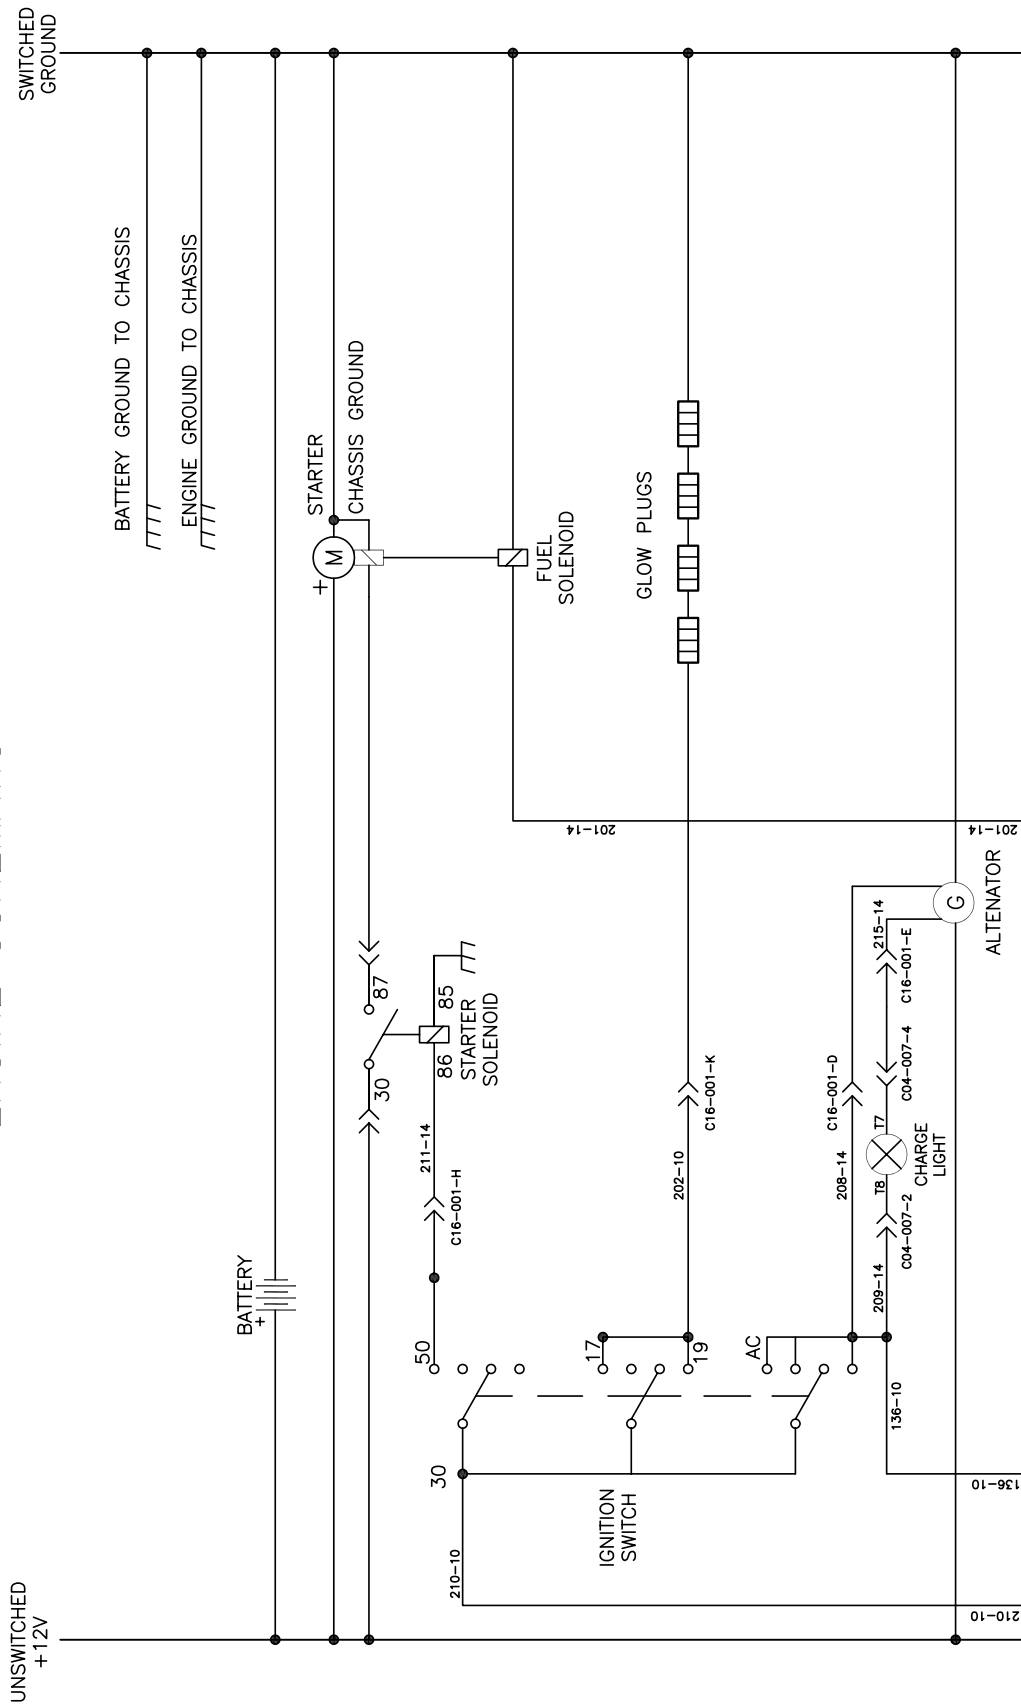 SWITCHED
GROUND
BATTERY GROUND TO CHASSIS
ENGINE GROUND TO CHASSIS
STARTER
CHASSIS GROUND
+
M
FUEL
SOLENOID
GLOW PLUGS
201-14
201-14
ALTENATOR
G
215-14
C16-001-E
C04-007-4
T7
CHARGE
LIGHT
T8
C04-007-2
209-14
C16-001-D
208-14
C16-001-K
202-10
87
30
85
86
STARTER
SOLENOID
211-14
C16-001-H
BATTERY
+
50
17
19
AC
136-10
136-10
30
IGNITION
SWITCH
210-10
210-10
UNSWITCHED
+12V